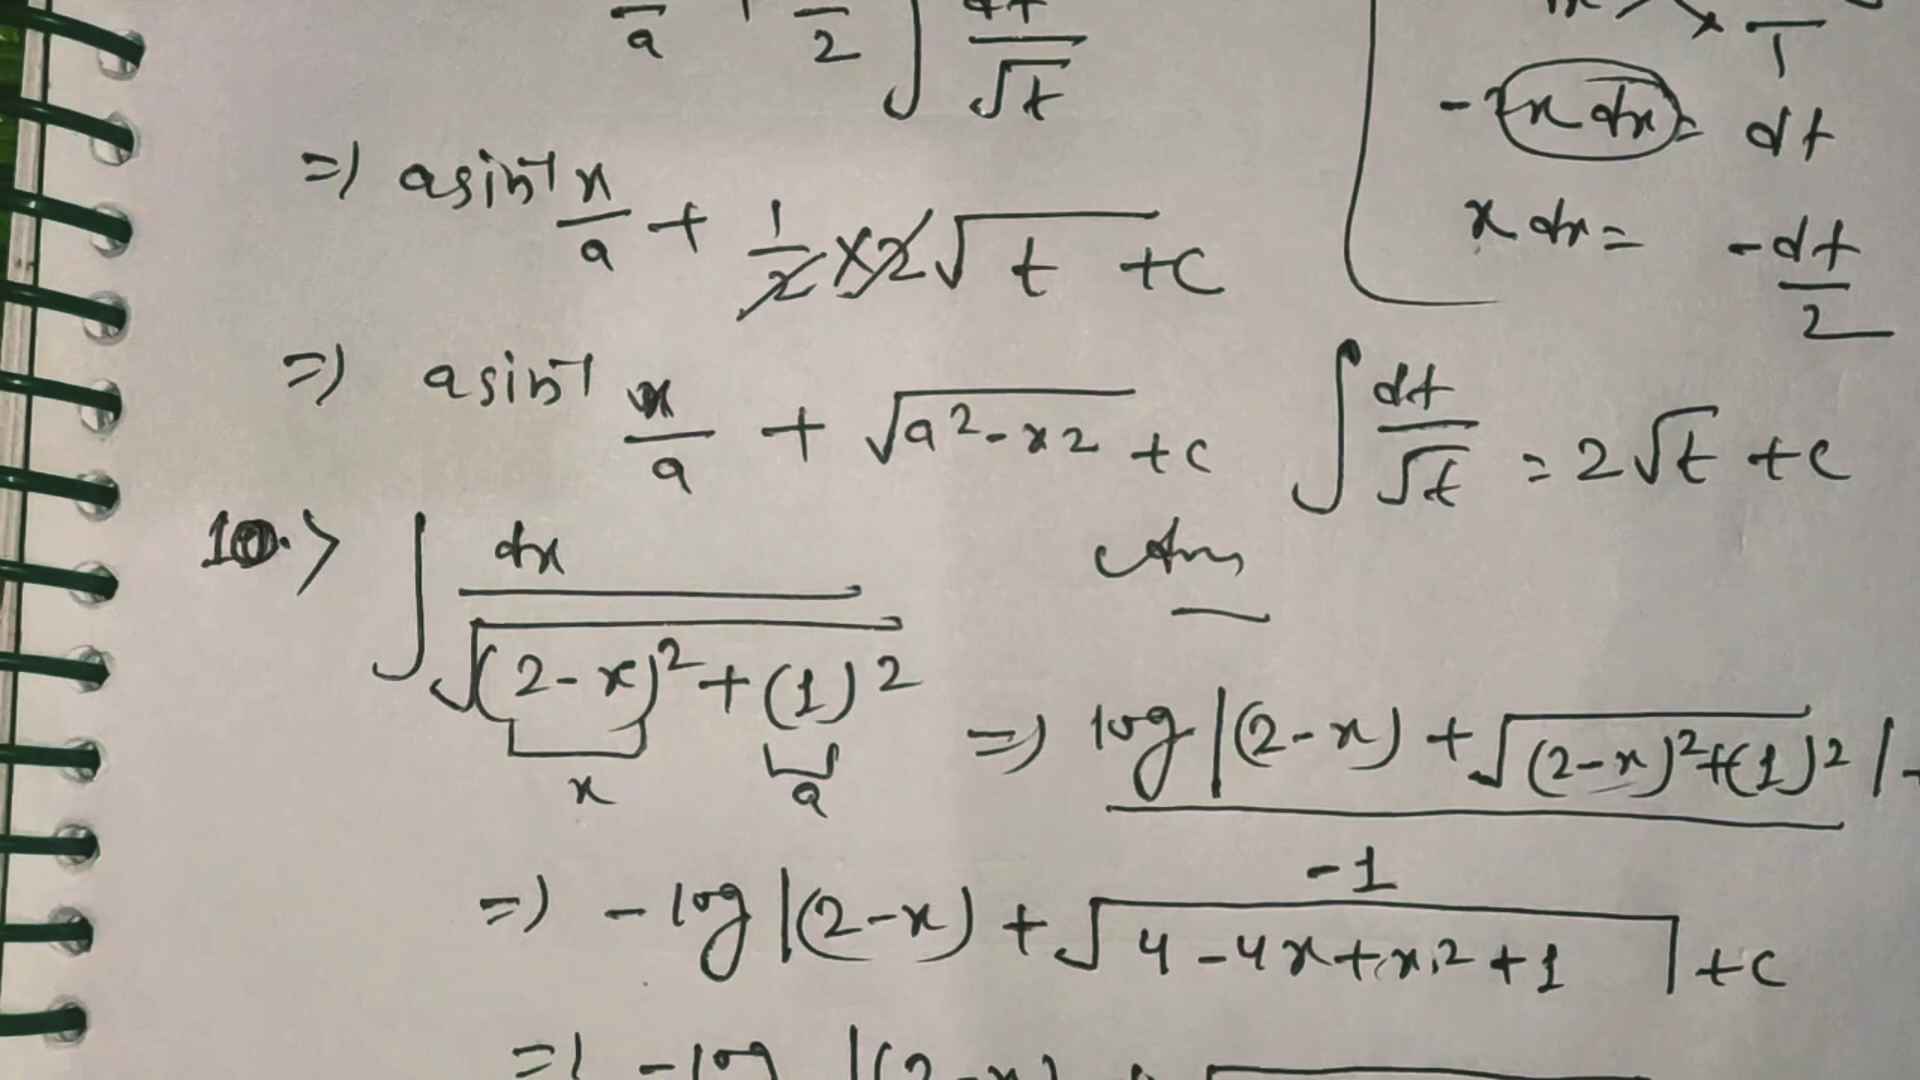 a 2 ∫ dt/√t
-2x dx = dt
=) a sin⁻¹ x/a + 1/2 × 2 √t + c
x dx = -dt/2
=) a sin⁻¹ x/a + √a² - x2 + c
∫ dt/√t = 2√t + c
Ans
10.> ∫ dx/√(2-x)² + (1)²
x a
=) log |(2-x) + √(2-x)²+(1)² | / -1
=) - log |(2-x) + √4 - 4x + x² + 1 | + c
=) - log |(2-x)